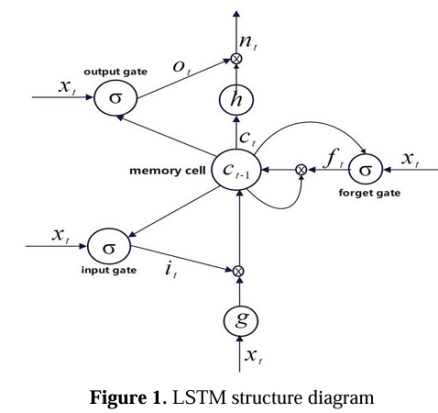 n_t
output gate
o_t
x_t
σ
h
c_t
memory cell
c_{t-1}
f_t
σ
x_t
forget gate
x_t
σ
input gate
i_t
g
x_t
Figure 1. LSTM structure diagram